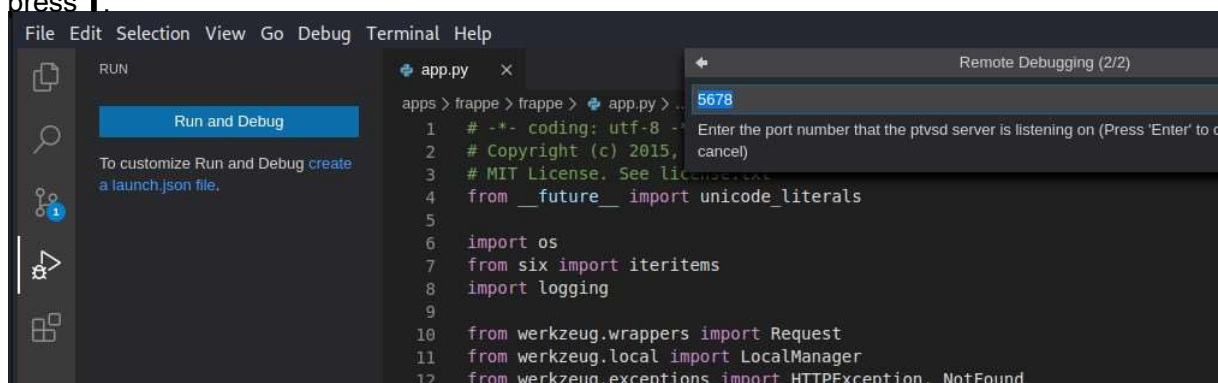 press 1.
File Edit Selection View Go Debug Terminal Help
RUN
Run and Debug
To customize Run and Debug create
a launch.json file.
1
app.py ×
apps > frappe > frappe > app.py > ..
1 # -*- coding: utf-8 -*
2 # Copyright (c) 2015,
3 # MIT License. See license.txt
4 from __future__ import unicode_literals
5
6 import os
7 from six import iteritems
8 import logging
9
10 from werkzeug.wrappers import Request
11 from werkzeug.local import LocalManager
12 from werkzeug.exceptions import HTTPException, NotFound
Remote Debugging (2/2)
5678
Enter the port number that the ptvsd server is listening on (Press 'Enter' to c
cancel)